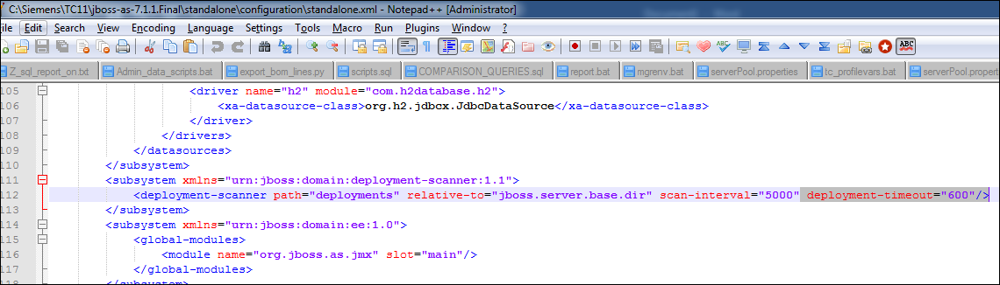 C:\Siemens\TC11\jboss-as-7.1.1.Final\standalone\configuration\standalone.xml - Notepad++ [Administrator]
File Edit Search View Encoding Language Settings Tools Macro Run Plugins Window ?
ABC ABC
Z_sql_report_on.txt Admin_data_scripts.bat export_bom_lines.py scripts.sql COMPARISON_QUERIES.sql report.bat mgrenv.bat serverPool.properties tc_profilevars.bat serverPool.properties
105 <driver name="h2" module="com.h2database.h2">
106 <xa-datasource-class>org.h2.jdbcx.JdbcDataSource</xa-datasource-class>
107 </driver>
108 </drivers>
109 </datasources>
110 </subsystem>
111 <subsystem xmlns="urn:jboss:domain:deployment-scanner:1.1">
112 <deployment-scanner path="deployments" relative-to="jboss.server.base.dir" scan-interval="5000" deployment-timeout="600"/>
113 </subsystem>
114 <subsystem xmlns="urn:jboss:domain:ee:1.0">
115 <global-modules>
116 <module name="org.jboss.as.jmx" slot="main"/>
117 </global-modules>
118 </subsystem>